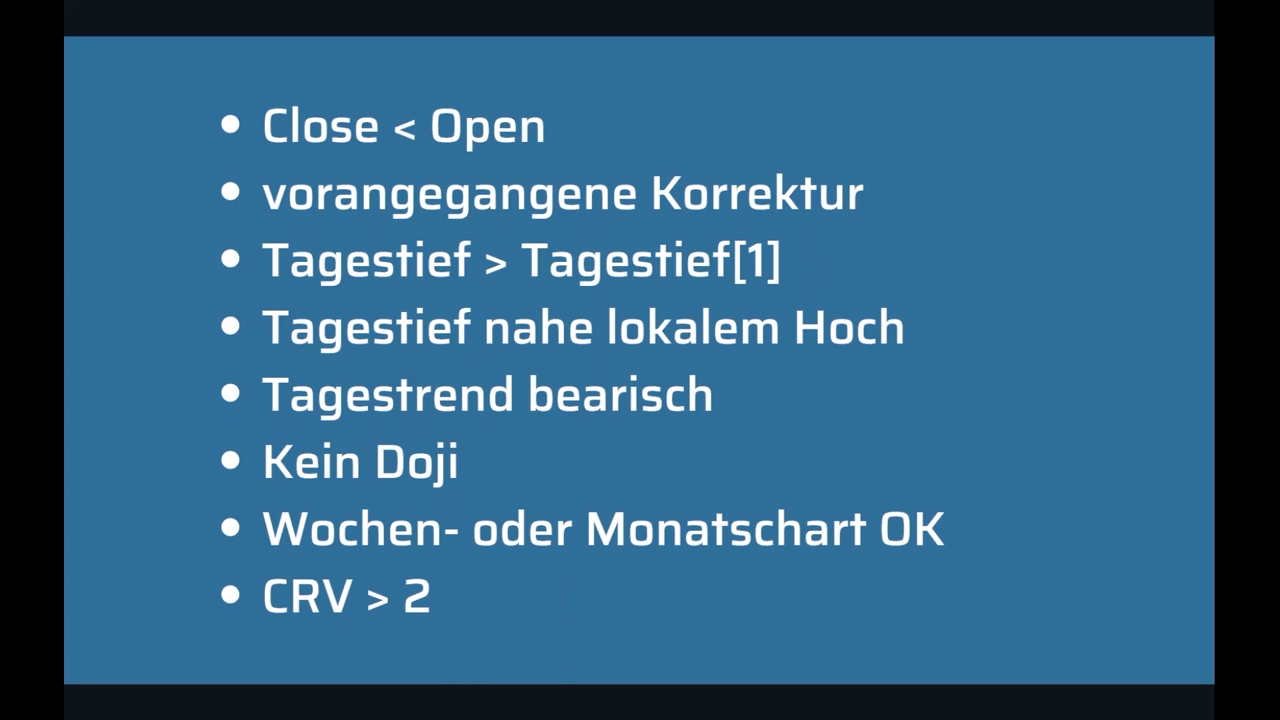 • Close < Open
• vorangegangene Korrektur
• Tagestief > Tagestief[1]
• Tagestief nahe lokalem Hoch
• Tagestrend bearisch
• Kein Doji
• Wochen- oder Monatschart OK
• CRV > 2